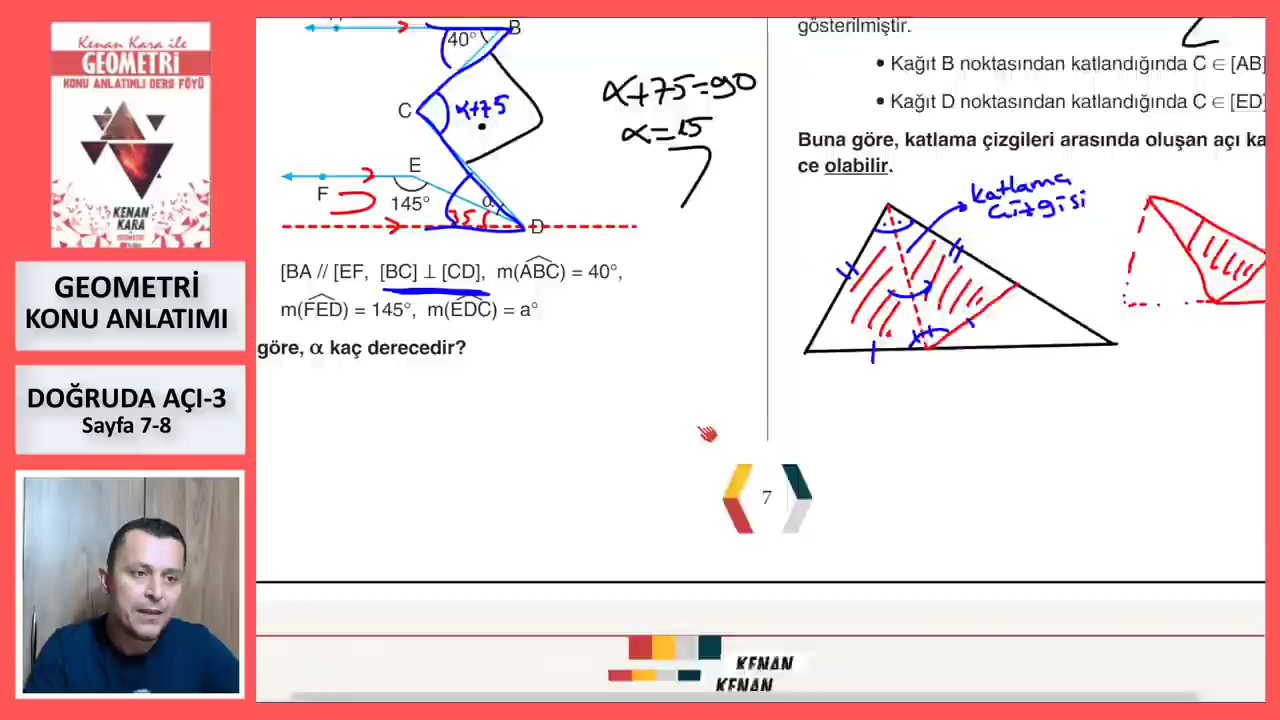 Kenan Kara ile
GEOMETRİ
KONU ANLATIMLI DERS FÖYÜ
KENAN
KARA
GEOMETRİ
KONU ANLATIMI
DOĞRUDA AÇI-3
Sayfa 7-8
B
40°
C
α+75
E
F
145°
α
35
D
α+75=90
α=15
[BA // [EF, [BC] ⊥ [CD], m(ABC) = 40°,
m(FED) = 145°, m(EDC) = a°
göre, α kaç derecedir?
gösterilmiştir.
• Kağıt B noktasından katlandığında C ∈ [AB]
• Kağıt D noktasından katlandığında C ∈ [ED]
Buna göre, katlama çizgileri arasında oluşan açı ka
ce olabilir.
katlama
çizgisi
7
KENAN
KENAN